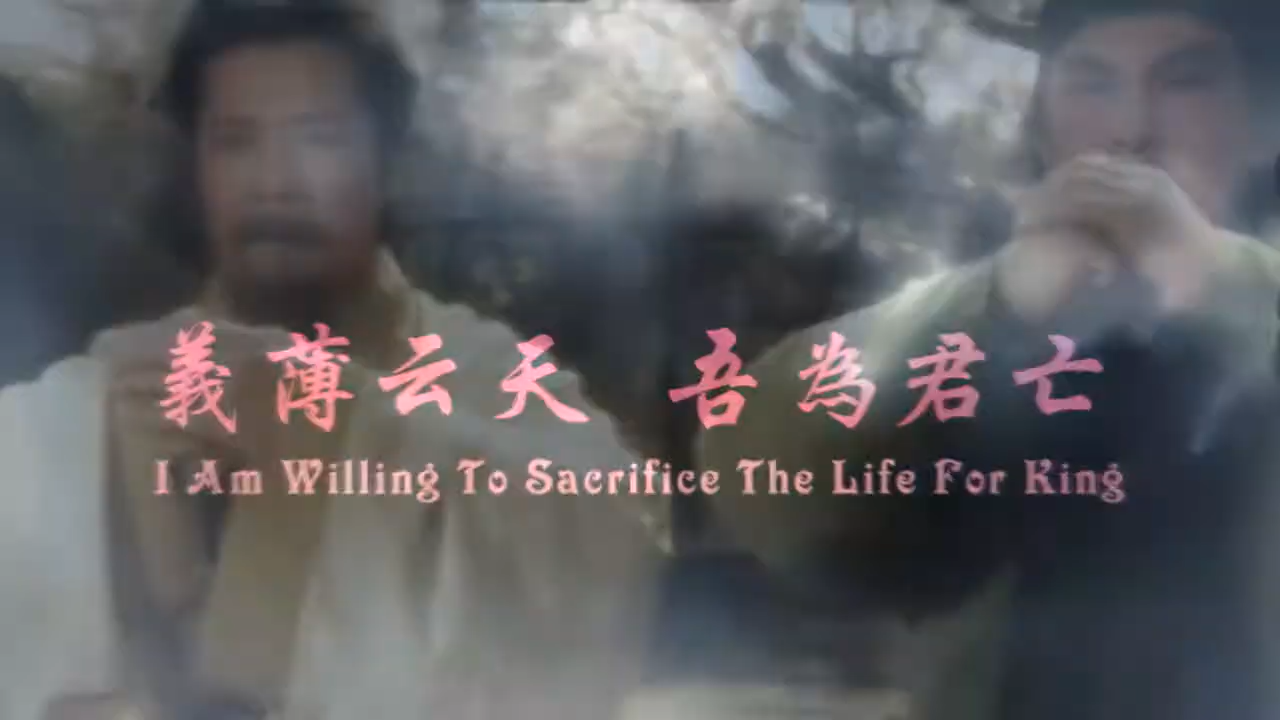 義薄云天 吾為君亡
I Am Willing To Sacrifice The Life For King